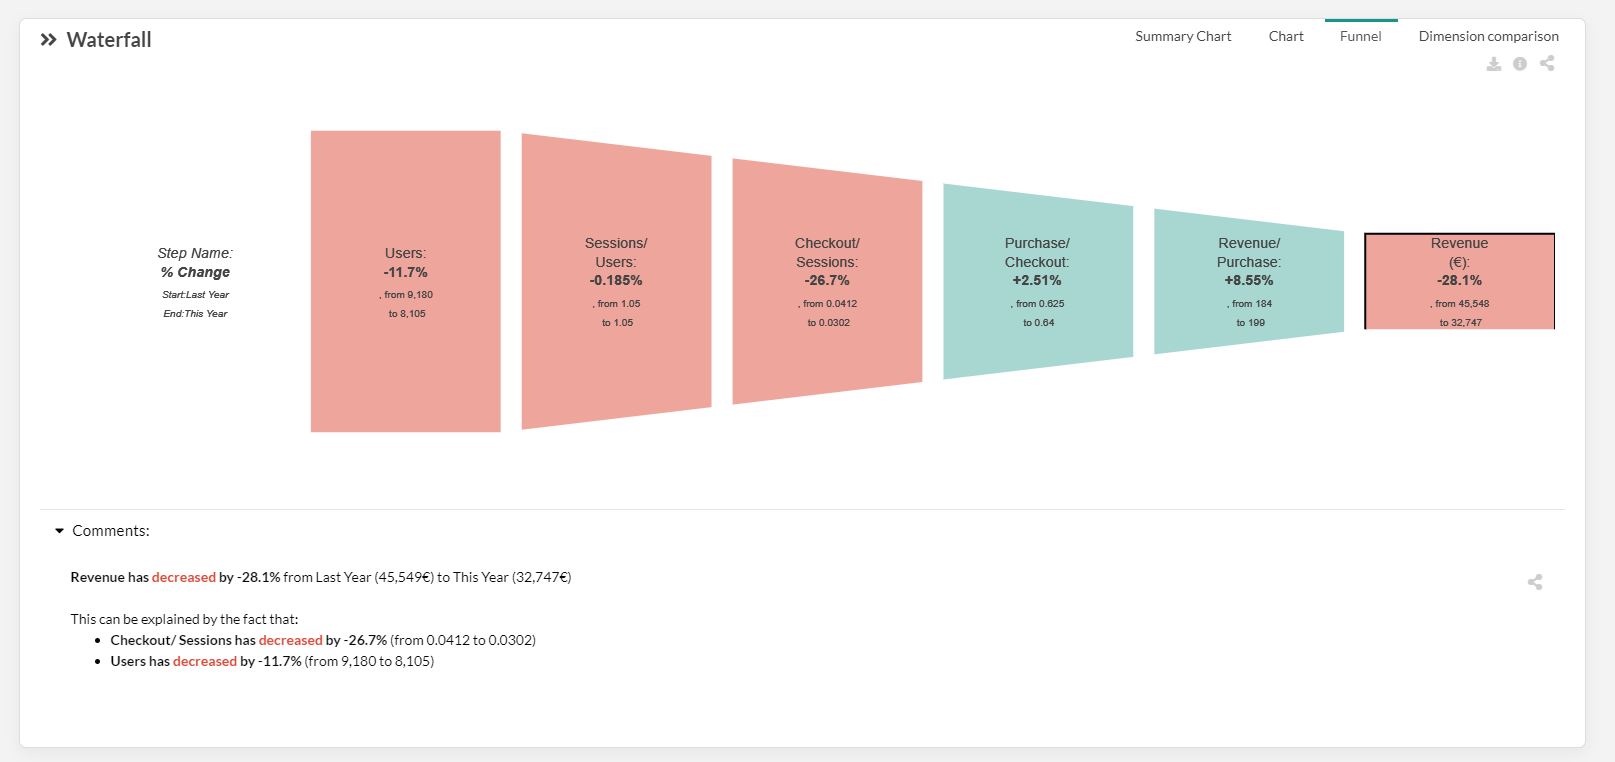 Waterfall
Summary Chart
Chart
Funnel
Dimension comparison
Step Name:
% Change
Start:Last Year
End:This Year
Users:
-11.7%
, from 9,180
to 8,105
Sessions/
Users:
-0.185%
, from 1.05
to 1.05
Checkout/
Sessions:
-26.7%
, from 0.0412
to 0.0302
Purchase/
Checkout:
+2.51%
, from 0.625
to 0.64
Revenue/
Purchase:
+8.55%
, from 184
to 199
Revenue
(€):
-28.1%
, from 45,548
to 32,747
Comments:
Revenue has decreased by -28.1% from Last Year (45,549€) to This Year (32,747€)
This can be explained by the fact that:
• Checkout/ Sessions has decreased by -26.7% (from 0.0412 to 0.0302)
• Users has decreased by -11.7% (from 9,180 to 8,105)